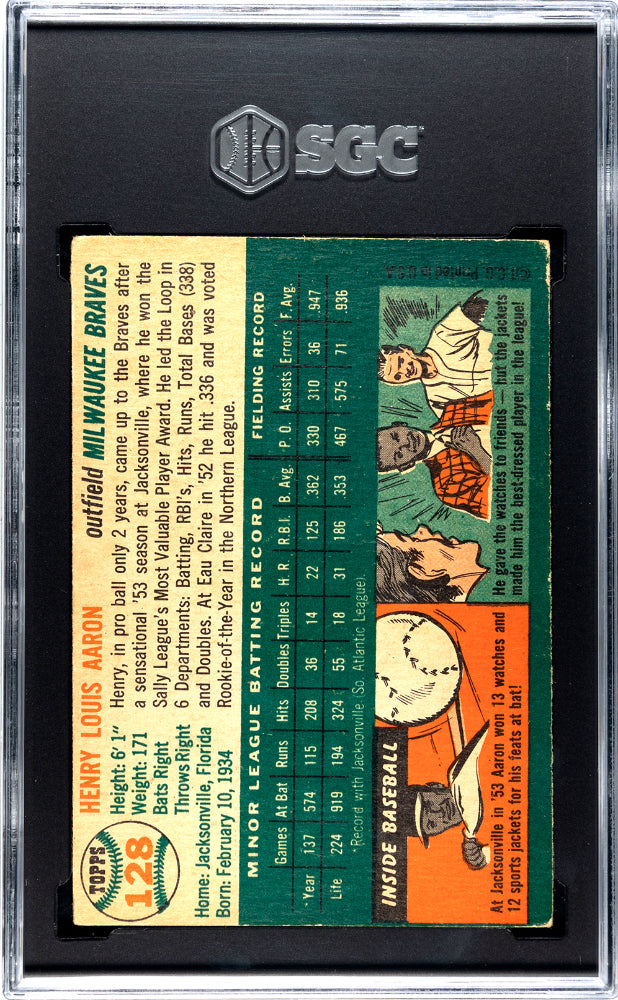 SGC
TOPPS
128
HENRY LOUIS AARON
outfield MILWAUKEE BRAVES
Height: 6' 1"
Weight: 171
Bats Right
Throws Right
Home: Jacksonville, Florida
Born: February 10, 1934
Henry, in pro ball only 2 years, came up to the Braves after
a sensational '53 season at Jacksonville, where he won the
Sally League's Most Valuable Player Award. He led the Loop in
6 Departments: Batting, RBI's, Hits, Runs, Total Bases (338)
and Doubles. At Eau Claire in '52 he hit .336 and was voted
Rookie-of-the-Year in the Northern League.
MINOR LEAGUE BATTING RECORD FIELDING RECORD
Games At Bat Runs Hits Doubles Triples H. R. R.B.I. B. Avg. P. O. Assists Errors F. Avg.
Year 137 574 115 208 36 14 22 125 .362 330 310 36 .947
Life 224 919 194 324 55 18 31 186 .353 467 575 71 .936
*Record with Jacksonville (So. Atlantic League).
INSIDE BASEBALL
At Jacksonville in '53 Aaron won 13 watches and
12 sports jackets for his feats at bat!
He gave the watches to friends — but the jackets
made him the best-dressed player in the league!
©T.C.G. Printed in U.S.A.